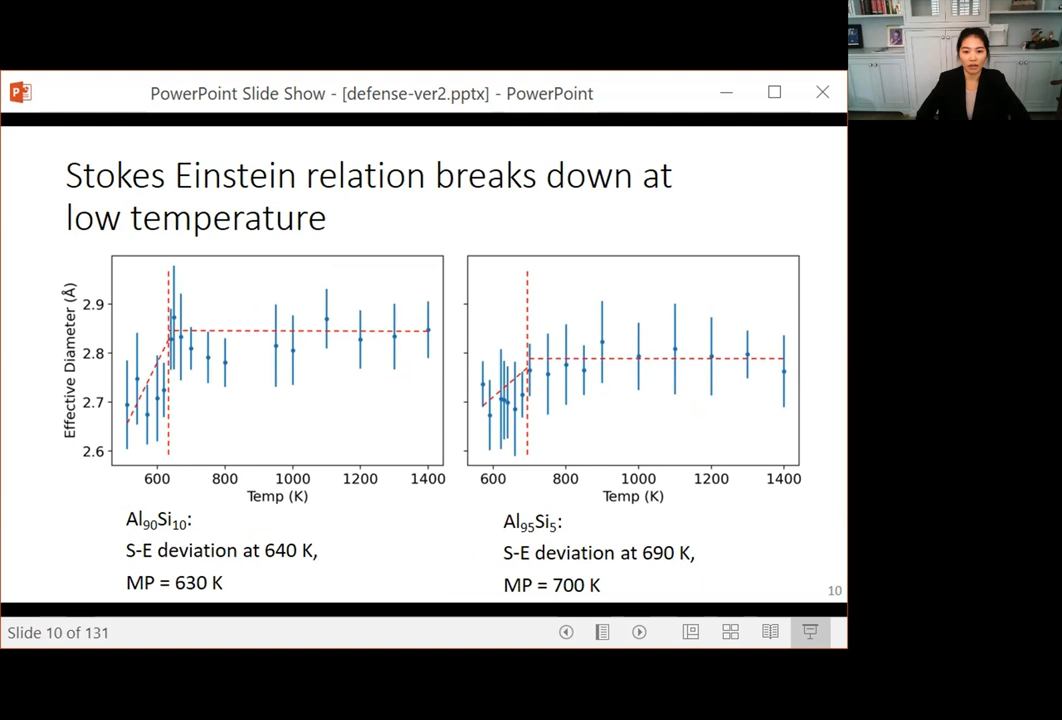 PowerPoint Slide Show - [defense-ver2.pptx] - PowerPoint
Stokes Einstein relation breaks down at
low temperature
Effective Diameter (Å)
2.9
2.8
2.7
2.6
600 800 1000 1200 1400
Temp (K)
600 800 1000 1200 1400
Temp (K)
Al₉₀Si₁₀:
S-E deviation at 640 K,
MP = 630 K
Al₉₅Si₅:
S-E deviation at 690 K,
MP = 700 K
10
Slide 10 of 131